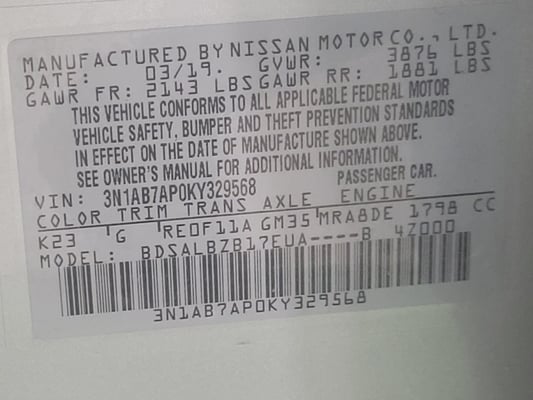 MANUFACTURED BY NISSAN MOTOR CO., LTD.
DATE: 03/19. GVWR: 3876 LBS
GAWR FR: 2143 LBS GAWR RR: 1881 LBS
THIS VEHICLE CONFORMS TO ALL APPLICABLE FEDERAL MOTOR
VEHICLE SAFETY, BUMPER AND THEFT PREVENTION STANDARDS
IN EFFECT ON THE DATE OF MANUFACTURE SHOWN ABOVE.
SEE OWNER'S MANUAL FOR ADDITIONAL INFORMATION.
VIN: 3N1AB7AP0KY329568 PASSENGER CAR.
COLOR TRIM TRANS AXLE ENGINE
K23 G RE0F11A GM35 MRA8DE 1798 CC
MODEL: BDSALBZB17EUA----B 4Z000
3N1AB7AP0KY329568